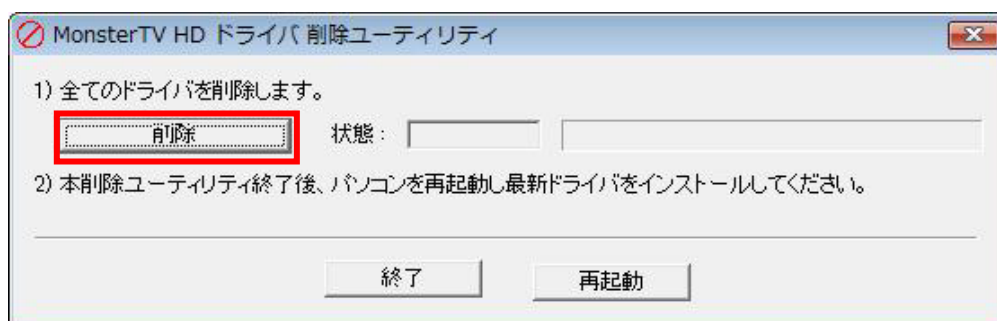 MonsterTV HD ドライバ 削除ユーティリティ
1) 全てのドライバを削除します。
削除 状態 :
2) 本削除ユーティリティ終了後、パソコンを再起動し最新ドライバをインストールしてください。
終了 再起動